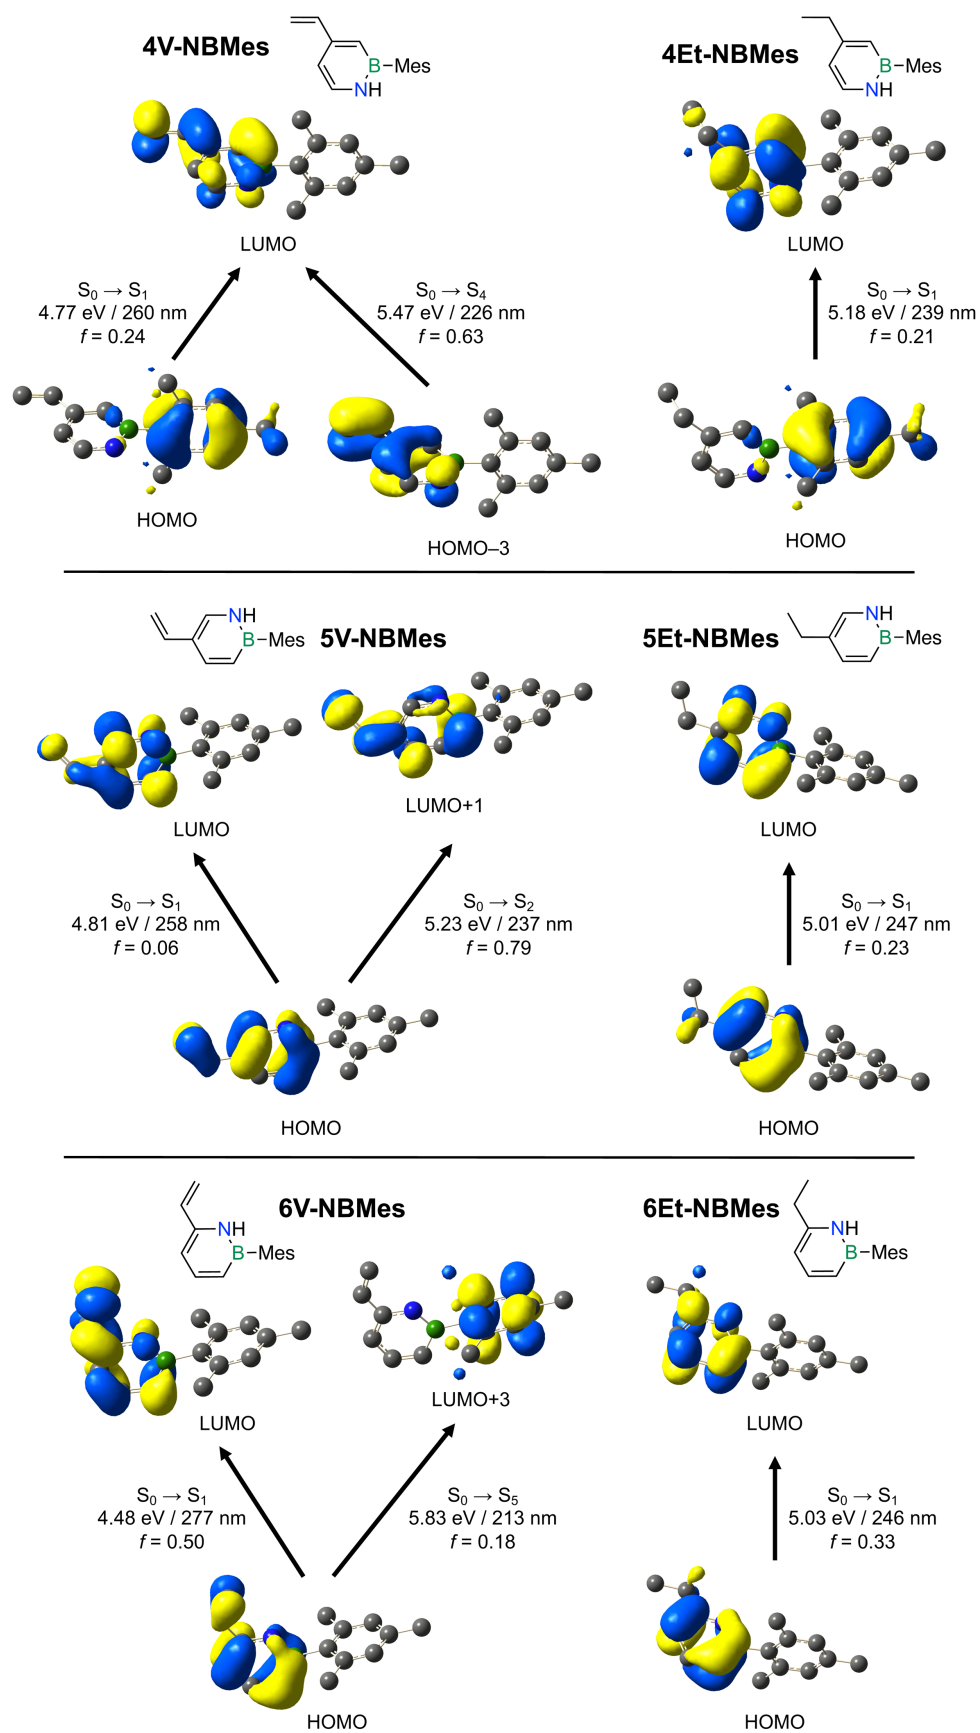 4V-NBMes
B–Mes
NH
LUMO
S0 → S1
4.77 eV / 260 nm
f = 0.24
S0 → S4
5.47 eV / 226 nm
f = 0.63
HOMO
HOMO–3
4Et-NBMes
B–Mes
NH
LUMO
S0 → S1
5.18 eV / 239 nm
f = 0.21
HOMO
NH
B–Mes
5V-NBMes
LUMO
LUMO+1
S0 → S1
4.81 eV / 258 nm
f = 0.06
S0 → S2
5.23 eV / 237 nm
f = 0.79
HOMO
5Et-NBMes
NH
B–Mes
LUMO
S0 → S1
5.01 eV / 247 nm
f = 0.23
HOMO
NH
B–Mes
6V-NBMes
LUMO
LUMO+3
S0 → S1
4.48 eV / 277 nm
f = 0.50
S0 → S5
5.83 eV / 213 nm
f = 0.18
HOMO
6Et-NBMes
NH
B–Mes
LUMO
S0 → S1
5.03 eV / 246 nm
f = 0.33
HOMO